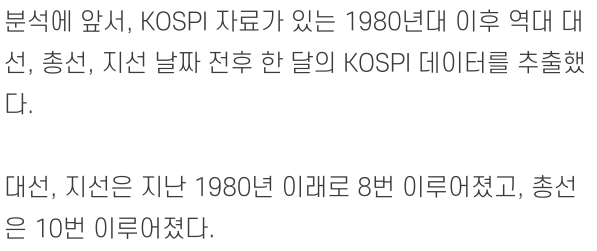 분석에 앞서, KOSPI 자료가 있는 1980년대 이후 역대 대
선, 총선, 지선 날짜 전후 한 달의 KOSPI 데이터를 추출했
다.
대선, 지선은 지난 1980년 이래로 8번 이루어졌고, 총선
은 10번 이루어졌다.